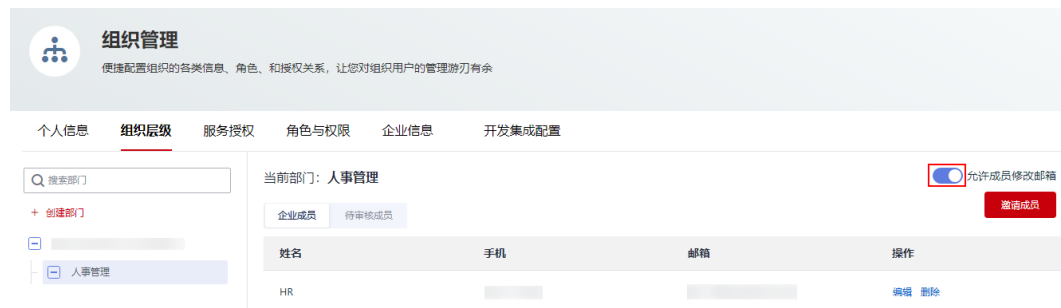 组织管理
便捷配置组织的各类信息、角色、和授权关系，让您对组织用户的管理游刃有余
个人信息 组织层级 服务授权 角色与权限 企业信息 开发集成配置
搜索部门
+ 创建部门
人事管理
当前部门：人事管理
允许成员修改邮箱
邀请成员
企业成员 待审核成员
姓名 手机 邮箱 操作
HR 编辑 删除